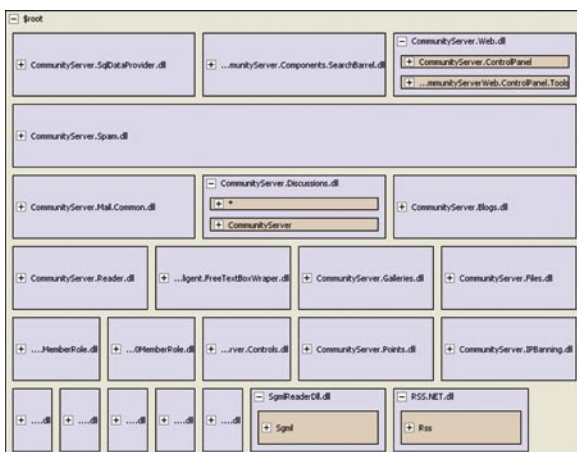 $root
CommunityServer.SqlDataProvider.dll
...munityServer.Components.SearchBarrel.dll
CommunityServer.Web.dll
CommunityServer.ControlPanel
...mmunityServerWeb.ControlPanel.Tools
CommunityServer.Spam.dll
CommunityServer.Mail.Common.dll
CommunityServer.Discussions.dll
*
CommunityServer
CommunityServer.Blogs.dll
CommunityServer.Reader.dll
...ligent.FreeTextBoxWraper.dll
CommunityServer.Galleries.dll
CommunityServer.Files.dll
....MemberRole.dll
...0MemberRole.dll
...rver.Controls.dll
CommunityServer.Points.dll
CommunityServer.IPBanning.dll
....dll
....dll
....dll
....dll
....dll
SgmlReaderDll.dll
Sgml
RSS.NET.dll
Rss